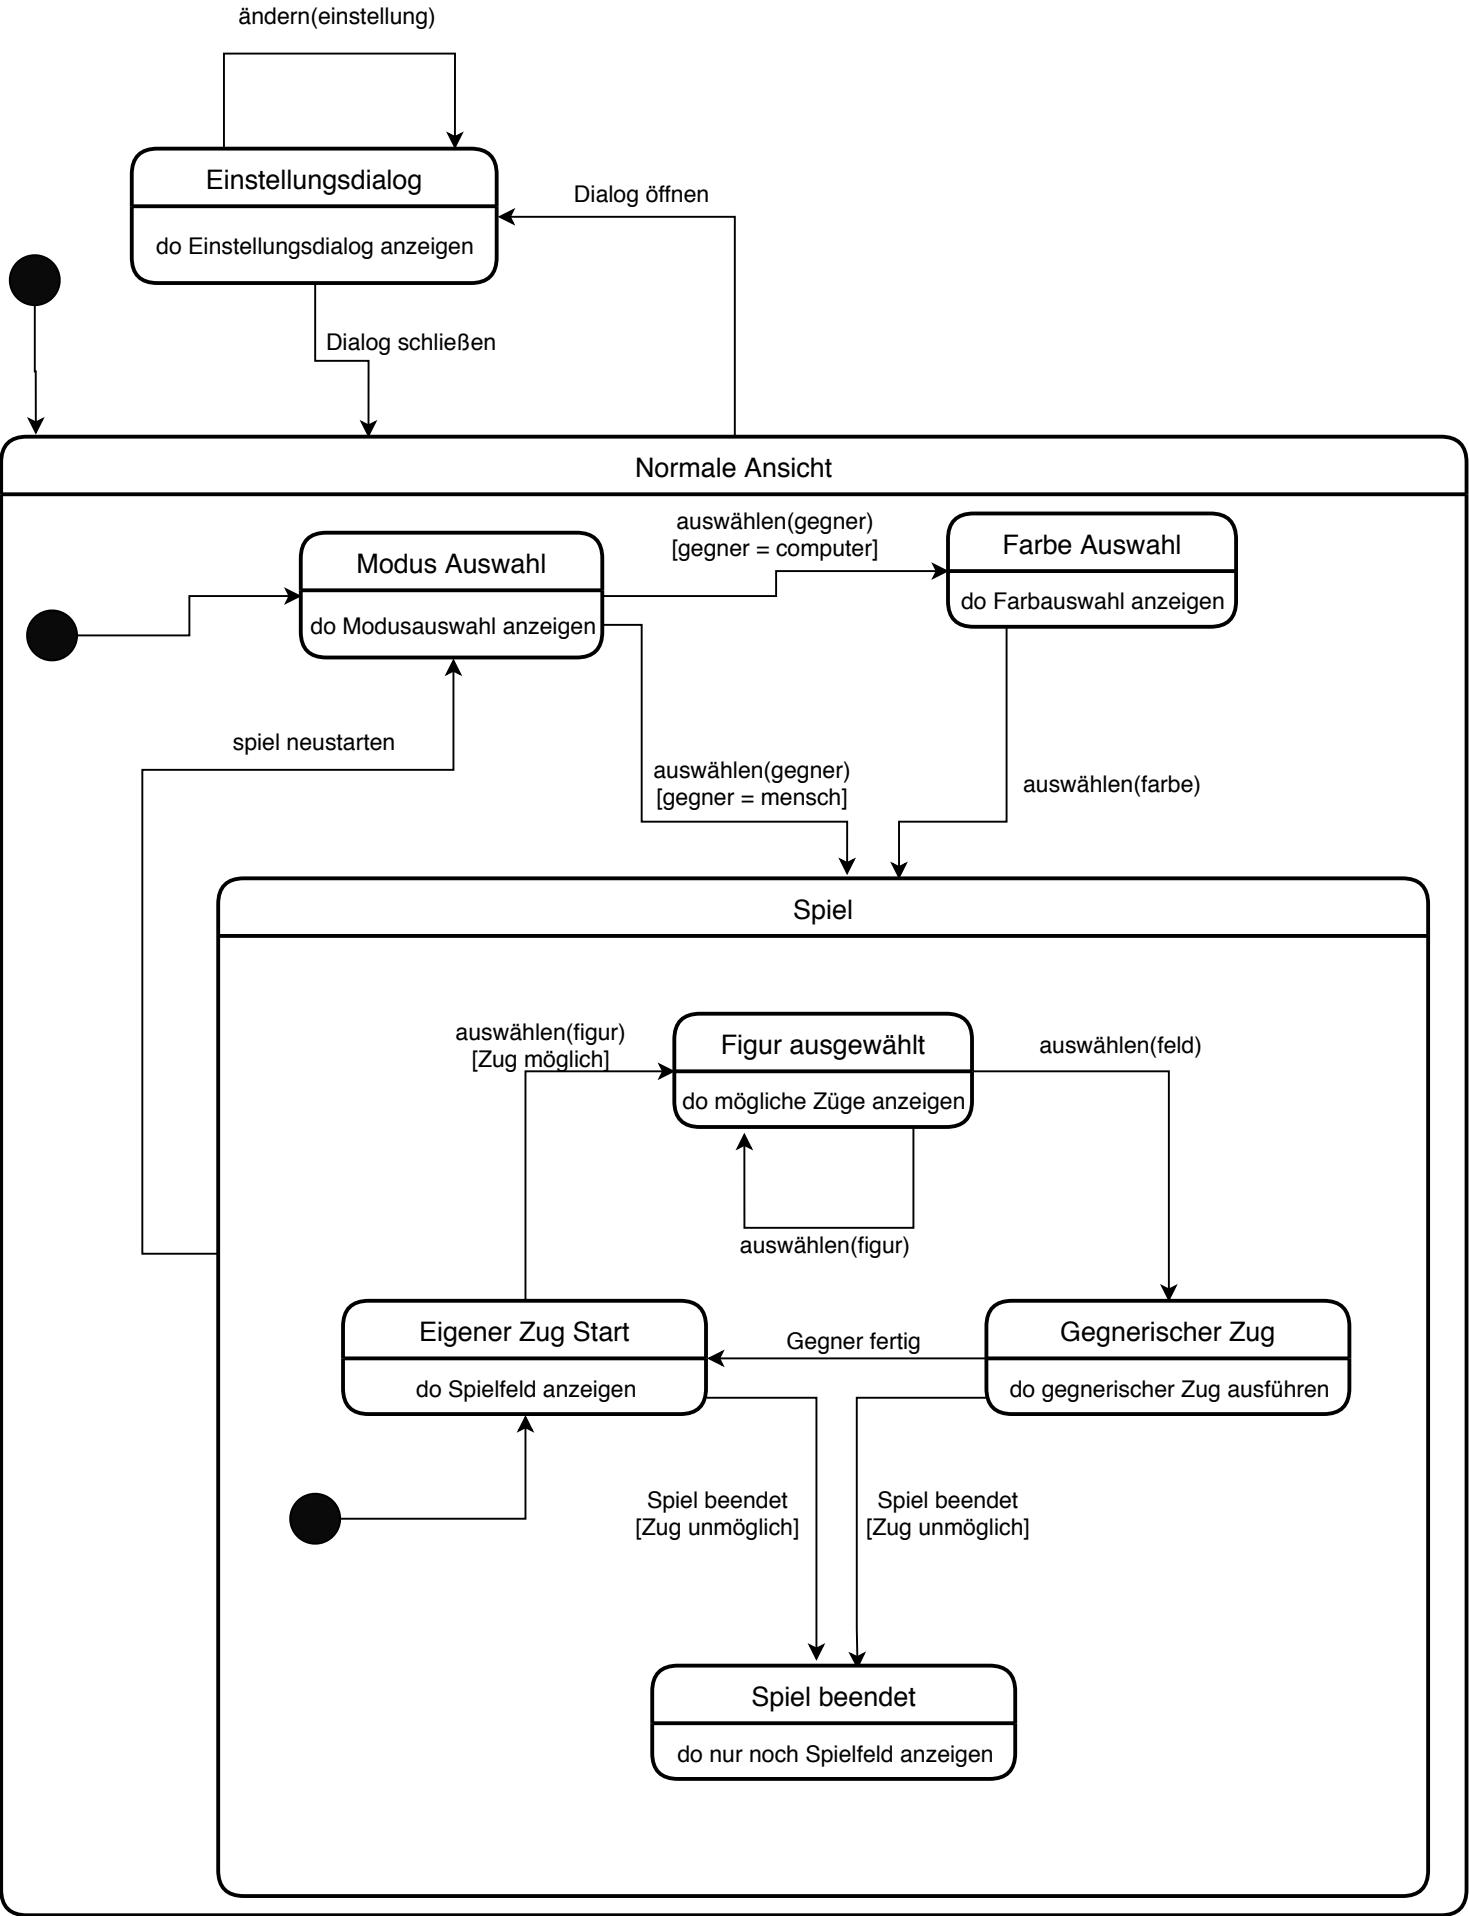 ändern(einstellung)
Einstellungsdialog
do Einstellungsdialog anzeigen
Dialog öffnen
Dialog schließen
Normale Ansicht
auswählen(gegner)
[gegner = computer]
Modus Auswahl
do Modusauswahl anzeigen
Farbe Auswahl
do Farbauswahl anzeigen
spiel neustarten
auswählen(gegner)
[gegner = mensch]
auswählen(farbe)
Spiel
auswählen(figur)
[Zug möglich]
Figur ausgewählt
do mögliche Züge anzeigen
auswählen(feld)
auswählen(figur)
Eigener Zug Start
do Spielfeld anzeigen
Gegner fertig
Gegnerischer Zug
do gegnerischer Zug ausführen
Spiel beendet
[Zug unmöglich]
Spiel beendet
[Zug unmöglich]
Spiel beendet
do nur noch Spielfeld anzeigen